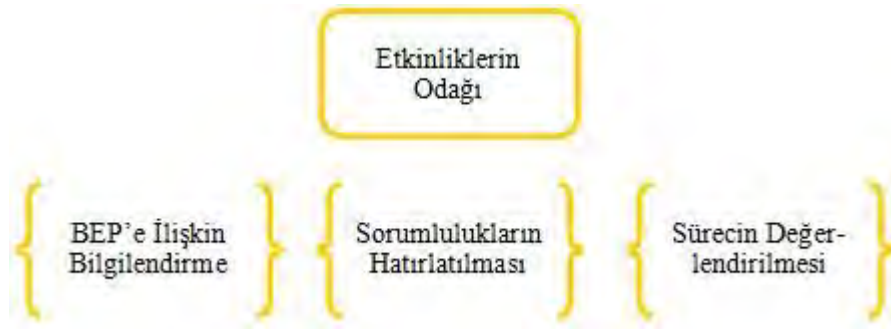 Etkinliklerin
Odağı
BEP’e İlişkin
Bilgilendirme
Sorumlulukların
Hatırlatılması
Sürecin Değer-
lendirilmesi